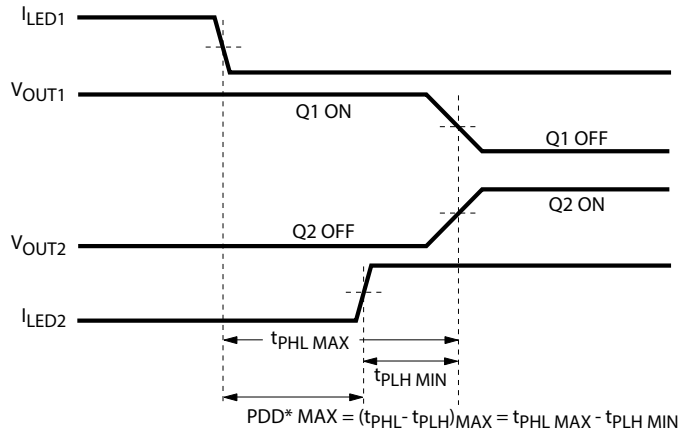 ILED1
VOUT1
Q1 ON
Q1 OFF
Q2 ON
Q2 OFF
VOUT2
ILED2
tPHL MAX
tPLH MIN
PDD* MAX = (tPHL- tPLH)MAX = tPHL MAX - tPLH MIN